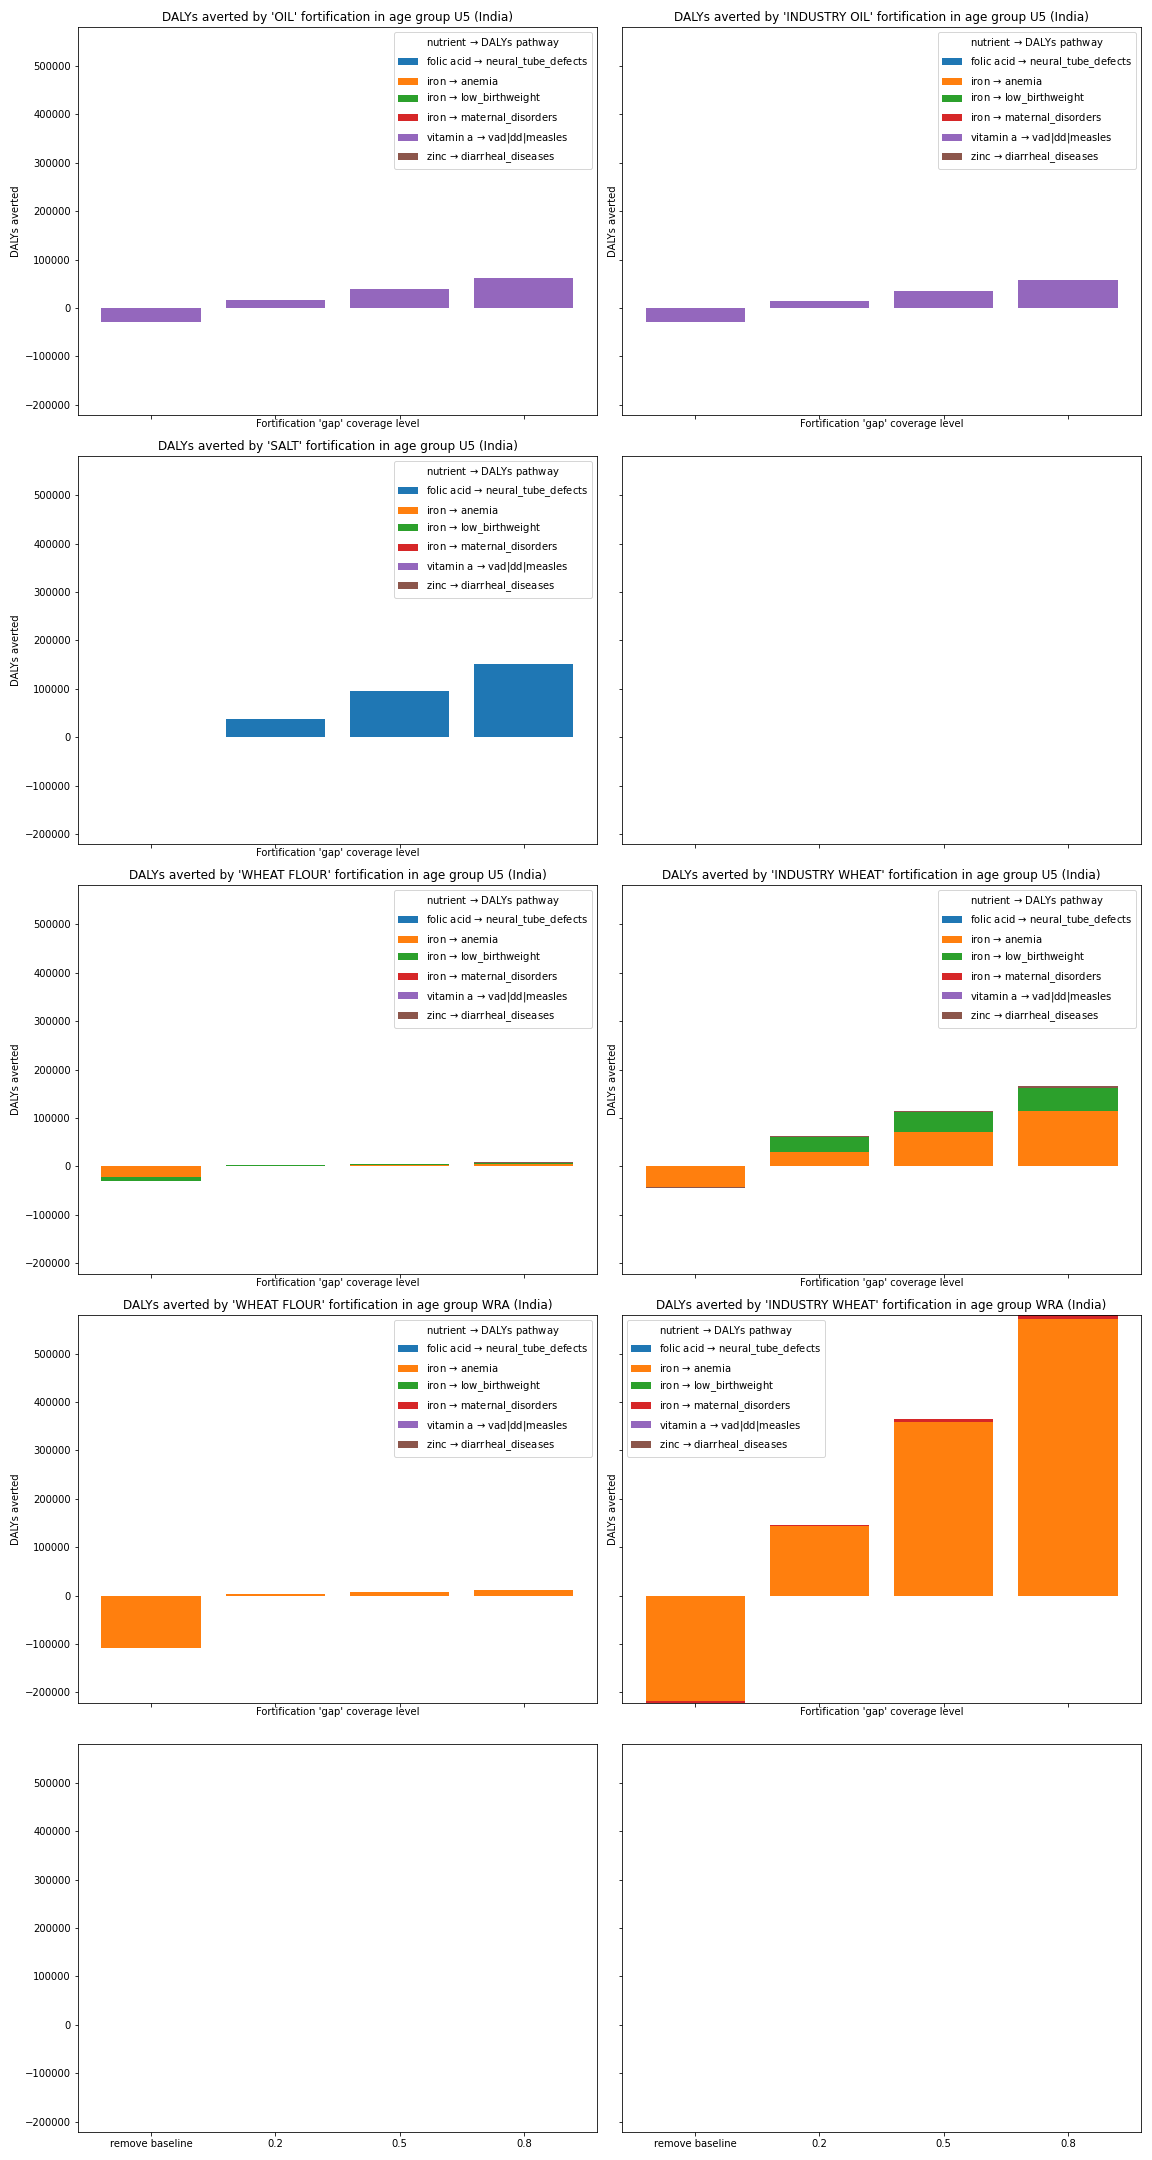 DALYs averted by 'OIL' fortification in age group U5 (India)
nutrient → DALYs pathway
folic acid → neural_tube_defects
iron → anemia
iron → low_birthweight
iron → maternal_disorders
vitamin a → vad|dd|measles
zinc → diarrheal_diseases
500000
400000
300000
200000
100000
0
−100000
−200000
DALYs averted
Fortification 'gap' coverage level
DALYs averted by 'INDUSTRY OIL' fortification in age group U5 (India)
nutrient → DALYs pathway
folic acid → neural_tube_defects
iron → anemia
iron → low_birthweight
iron → maternal_disorders
vitamin a → vad|dd|measles
zinc → diarrheal_diseases
DALYs averted
Fortification 'gap' coverage level
DALYs averted by 'SALT' fortification in age group U5 (India)
nutrient → DALYs pathway
folic acid → neural_tube_defects
iron → anemia
iron → low_birthweight
iron → maternal_disorders
vitamin a → vad|dd|measles
zinc → diarrheal_diseases
500000
400000
300000
200000
100000
0
−100000
−200000
DALYs averted
Fortification 'gap' coverage level
DALYs averted by 'WHEAT FLOUR' fortification in age group U5 (India)
nutrient → DALYs pathway
folic acid → neural_tube_defects
iron → anemia
iron → low_birthweight
iron → maternal_disorders
vitamin a → vad|dd|measles
zinc → diarrheal_diseases
500000
400000
300000
200000
100000
0
−100000
−200000
DALYs averted
Fortification 'gap' coverage level
DALYs averted by 'INDUSTRY WHEAT' fortification in age group U5 (India)
nutrient → DALYs pathway
folic acid → neural_tube_defects
iron → anemia
iron → low_birthweight
iron → maternal_disorders
vitamin a → vad|dd|measles
zinc → diarrheal_diseases
DALYs averted
Fortification 'gap' coverage level
DALYs averted by 'WHEAT FLOUR' fortification in age group WRA (India)
nutrient → DALYs pathway
folic acid → neural_tube_defects
iron → anemia
iron → low_birthweight
iron → maternal_disorders
vitamin a → vad|dd|measles
zinc → diarrheal_diseases
500000
400000
300000
200000
100000
0
−100000
−200000
DALYs averted
Fortification 'gap' coverage level
DALYs averted by 'INDUSTRY WHEAT' fortification in age group WRA (India)
nutrient → DALYs pathway
folic acid → neural_tube_defects
iron → anemia
iron → low_birthweight
iron → maternal_disorders
vitamin a → vad|dd|measles
zinc → diarrheal_diseases
DALYs averted
Fortification 'gap' coverage level
500000
400000
300000
200000
100000
0
−100000
−200000
remove baseline 0.2 0.5 0.8
remove baseline 0.2 0.5 0.8